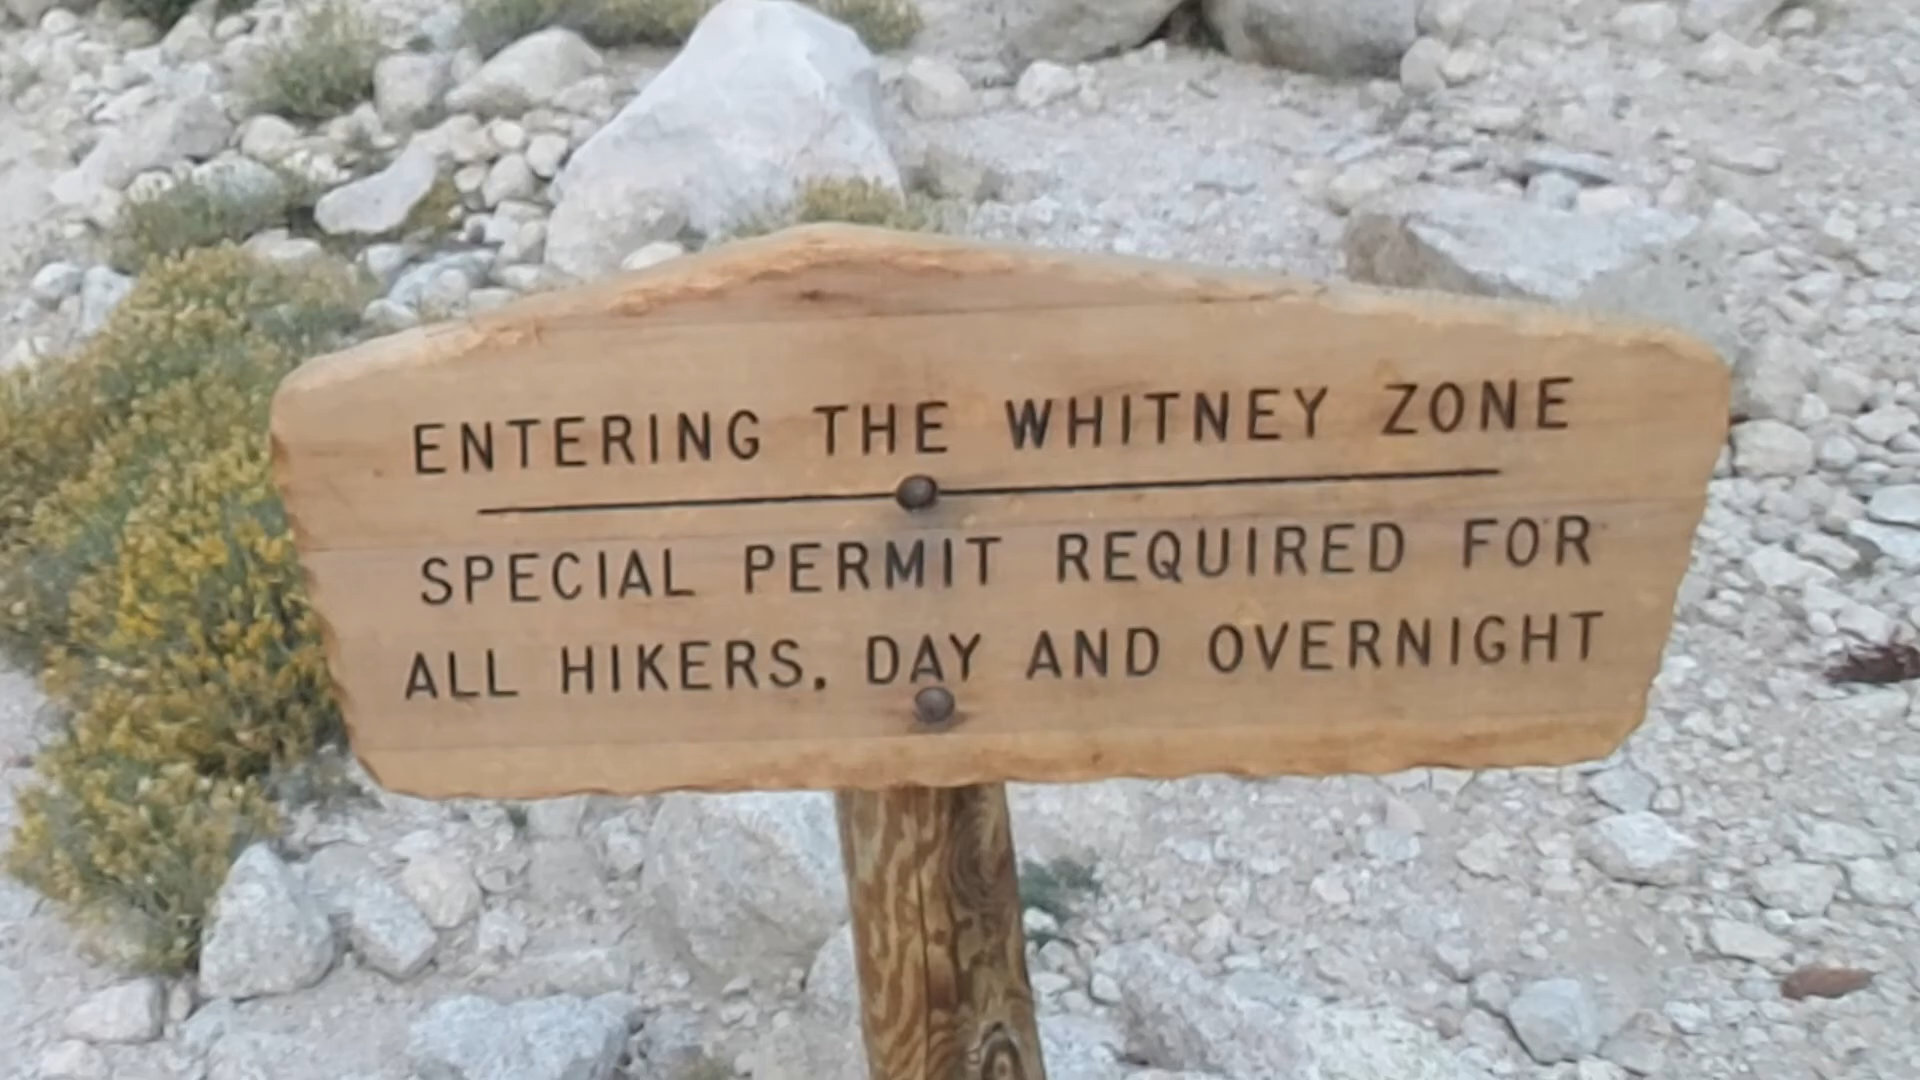 ENTERING THE WHITNEY ZONE
SPECIAL PERMIT REQUIRED FOR
ALL HIKERS, DAY AND OVERNIGHT